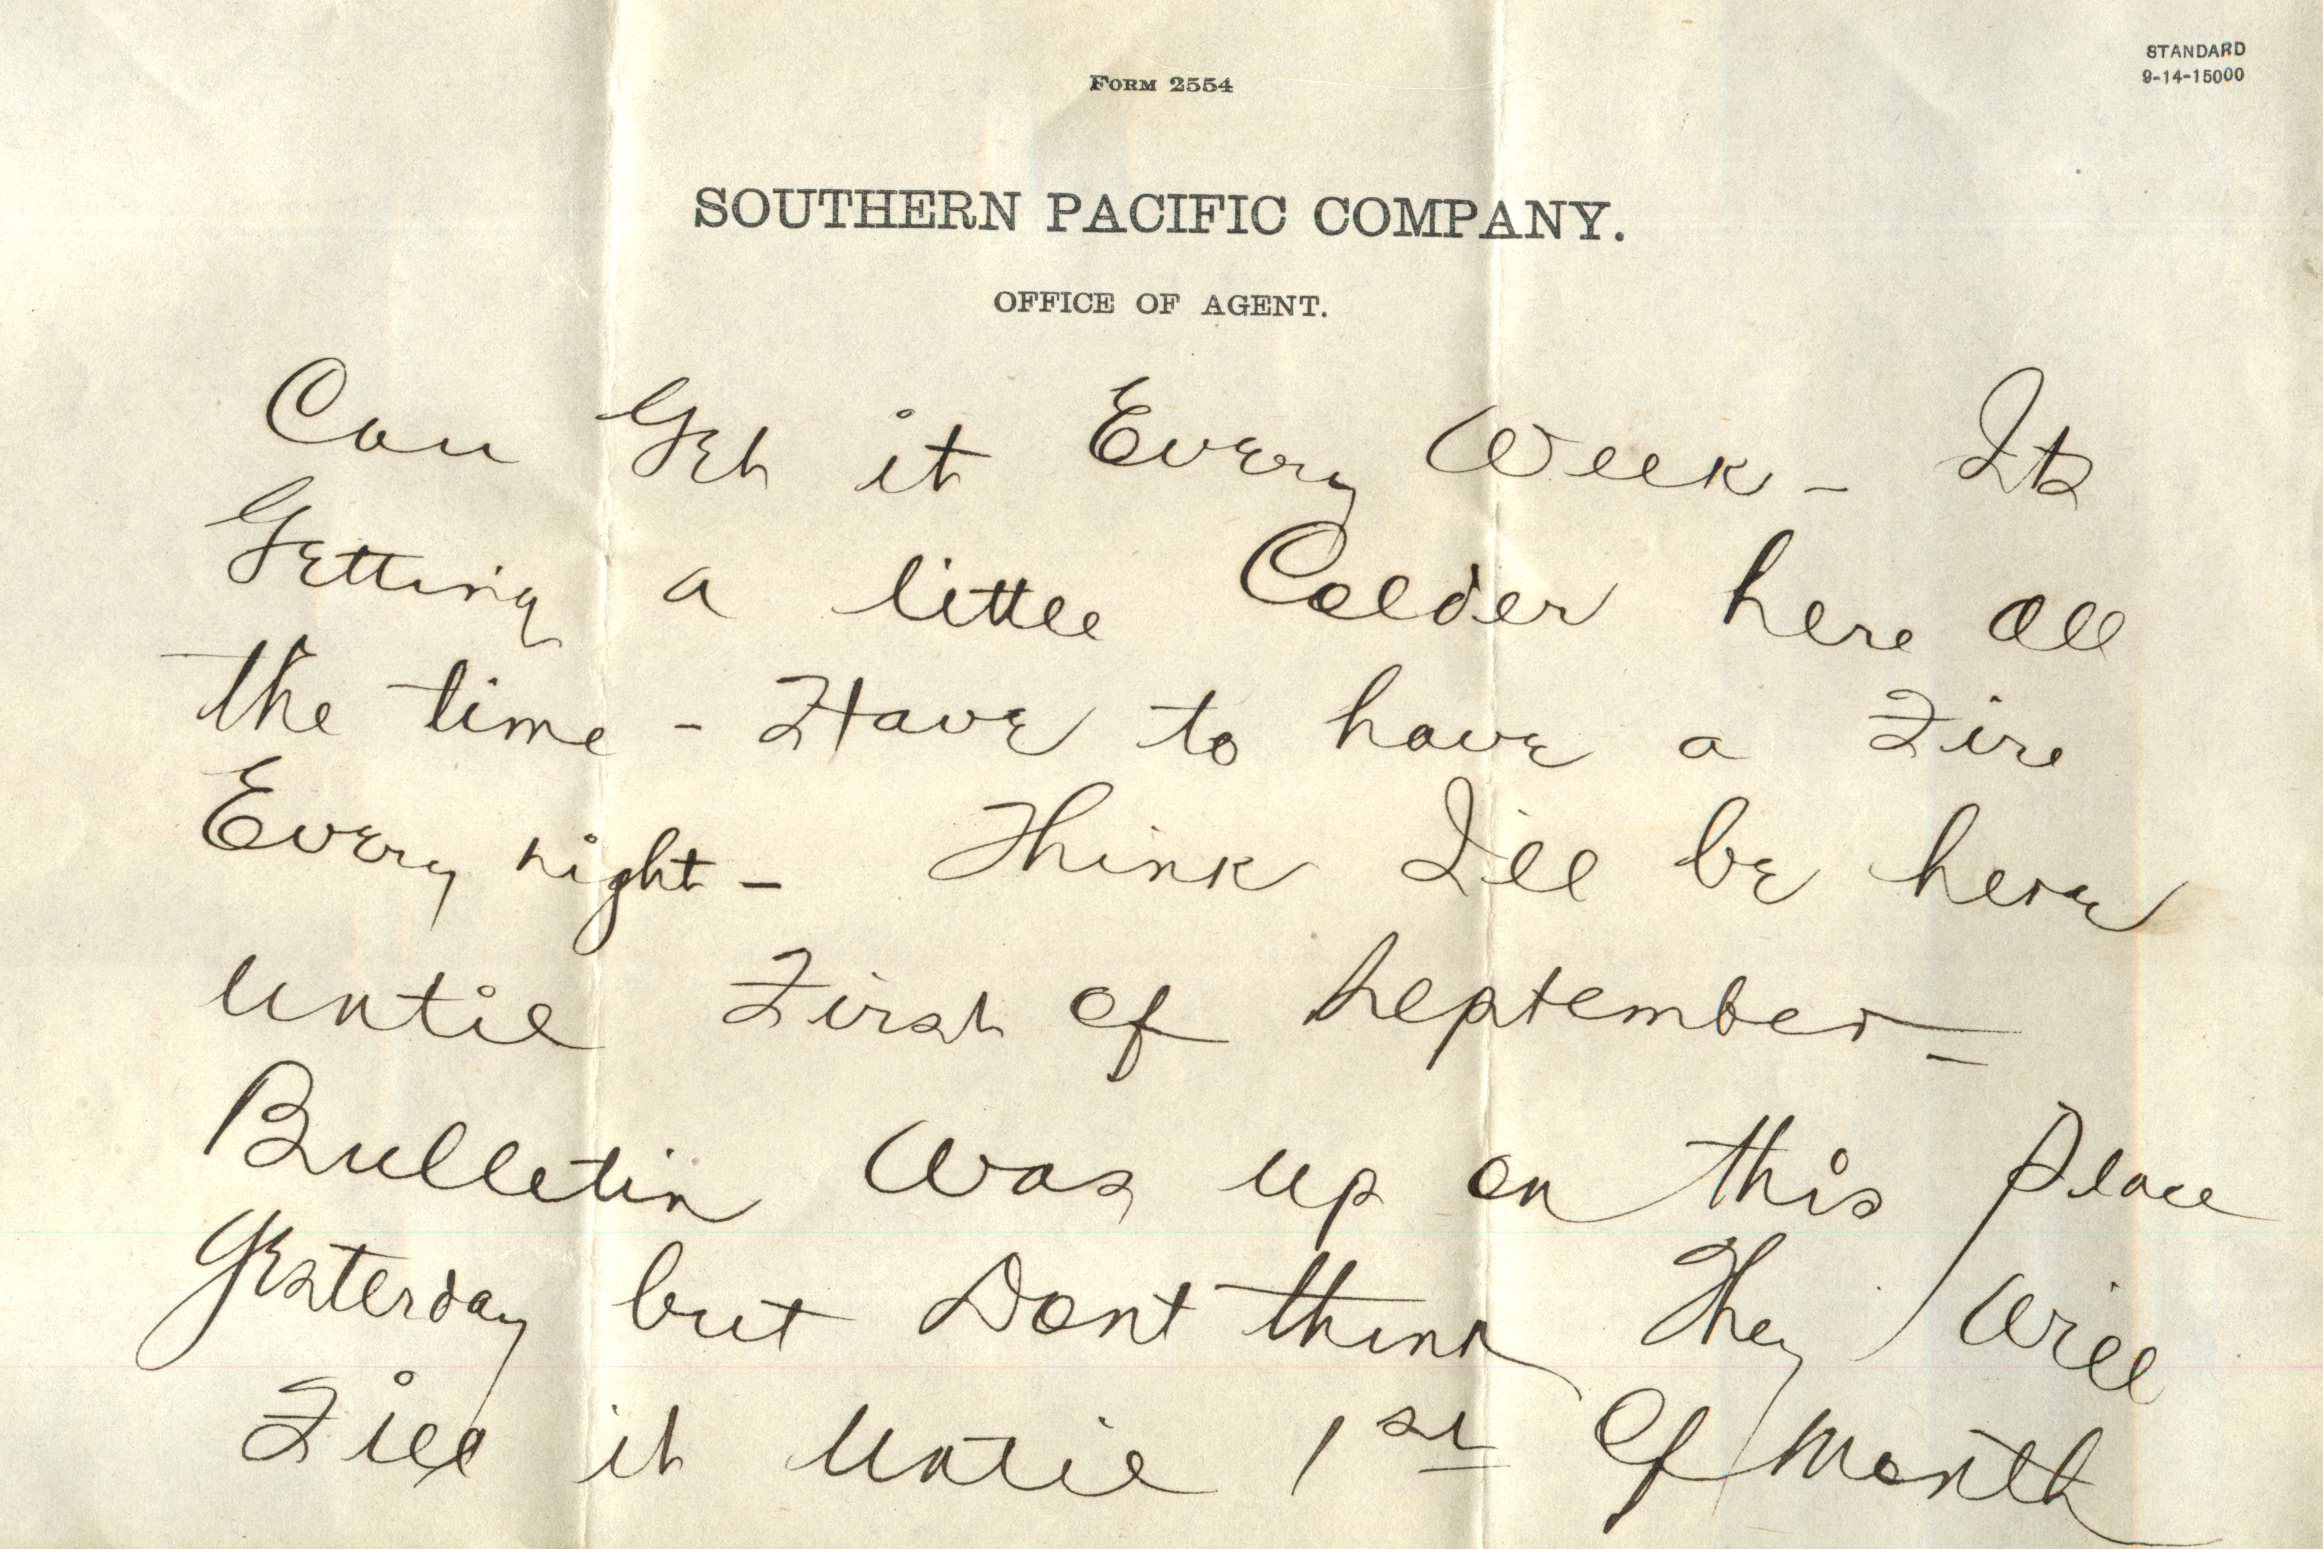 STANDARD
9-14-15000
FORM 2554
SOUTHERN PACIFIC COMPANY.
OFFICE OF AGENT.
Can Get it Every Week - Its
Getting a little Colder here all
the time - Have to have a Fire
Every night - Think I'll be here
until First of September -
Bulletin Was up on this Place
Yesterday but Dont think They Will
Fill it Until 1st Of Month